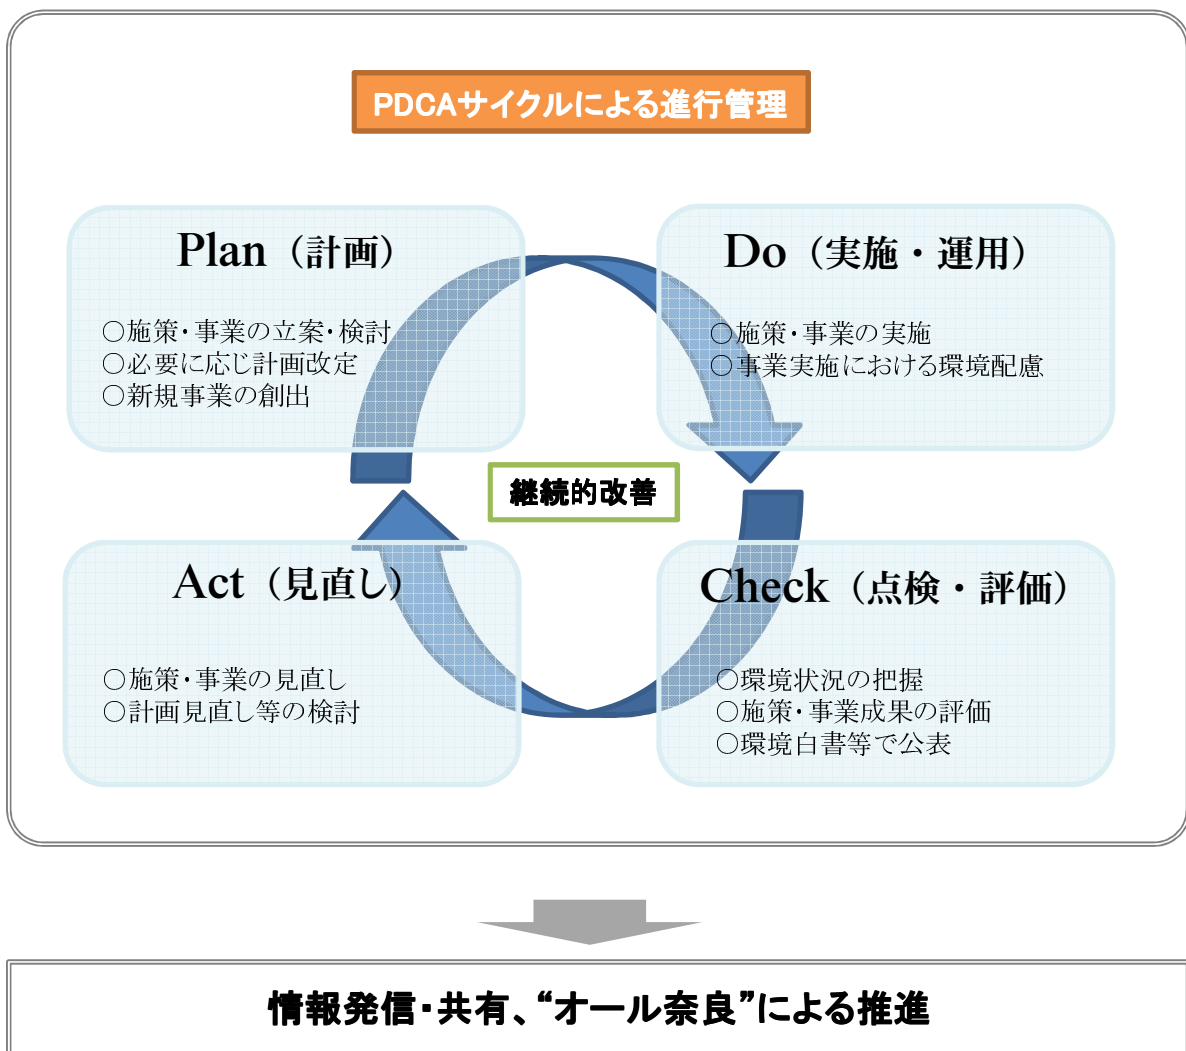 PDCAサイクルによる進行管理
Plan（計画）
○施策・事業の立案・検討
○必要に応じ計画改定
○新規事業の創出
Do（実施・運用）
○施策・事業の実施
○事業実施における環境配慮
継続的改善
Act（見直し）
○施策・事業の見直し
○計画見直し等の検討
Check（点検・評価）
○環境状況の把握
○施策・事業成果の評価
○環境白書等で公表
情報発信・共有、“オール奈良”による推進